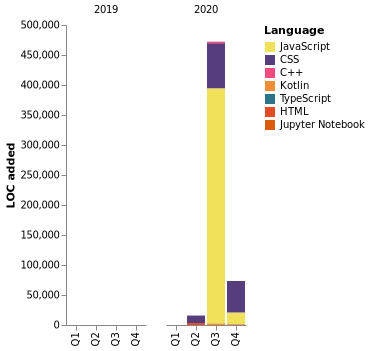 2019 2020
Language
JavaScript
CSS
C++
Kotlin
TypeScript
HTML
Jupyter Notebook
LOC added
500,000
450,000
400,000
350,000
300,000
250,000
200,000
150,000
100,000
50,000
0
Q1 Q2 Q3 Q4 Q1 Q2 Q3 Q4